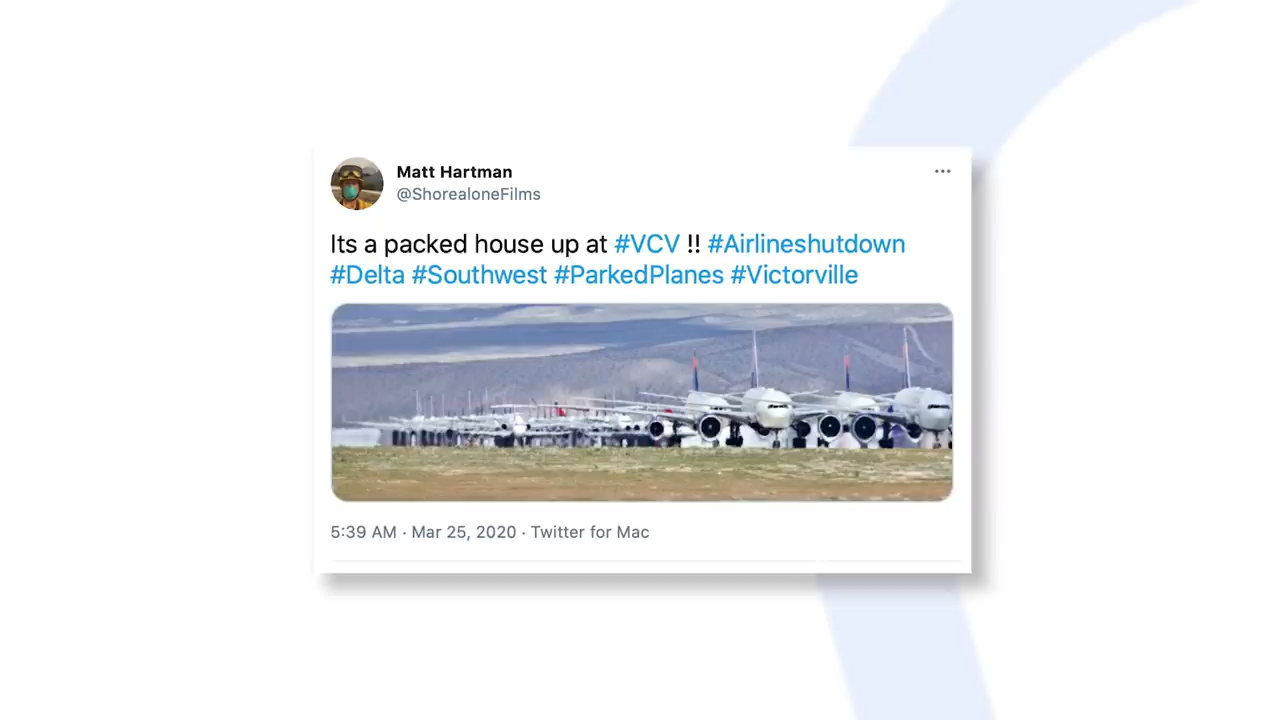 Matt Hartman
@ShorealoneFilms
Its a packed house up at #VCV !! #Airlineshutdown
#Delta #Southwest #ParkedPlanes #Victorville
5:39 AM · Mar 25, 2020 · Twitter for Mac